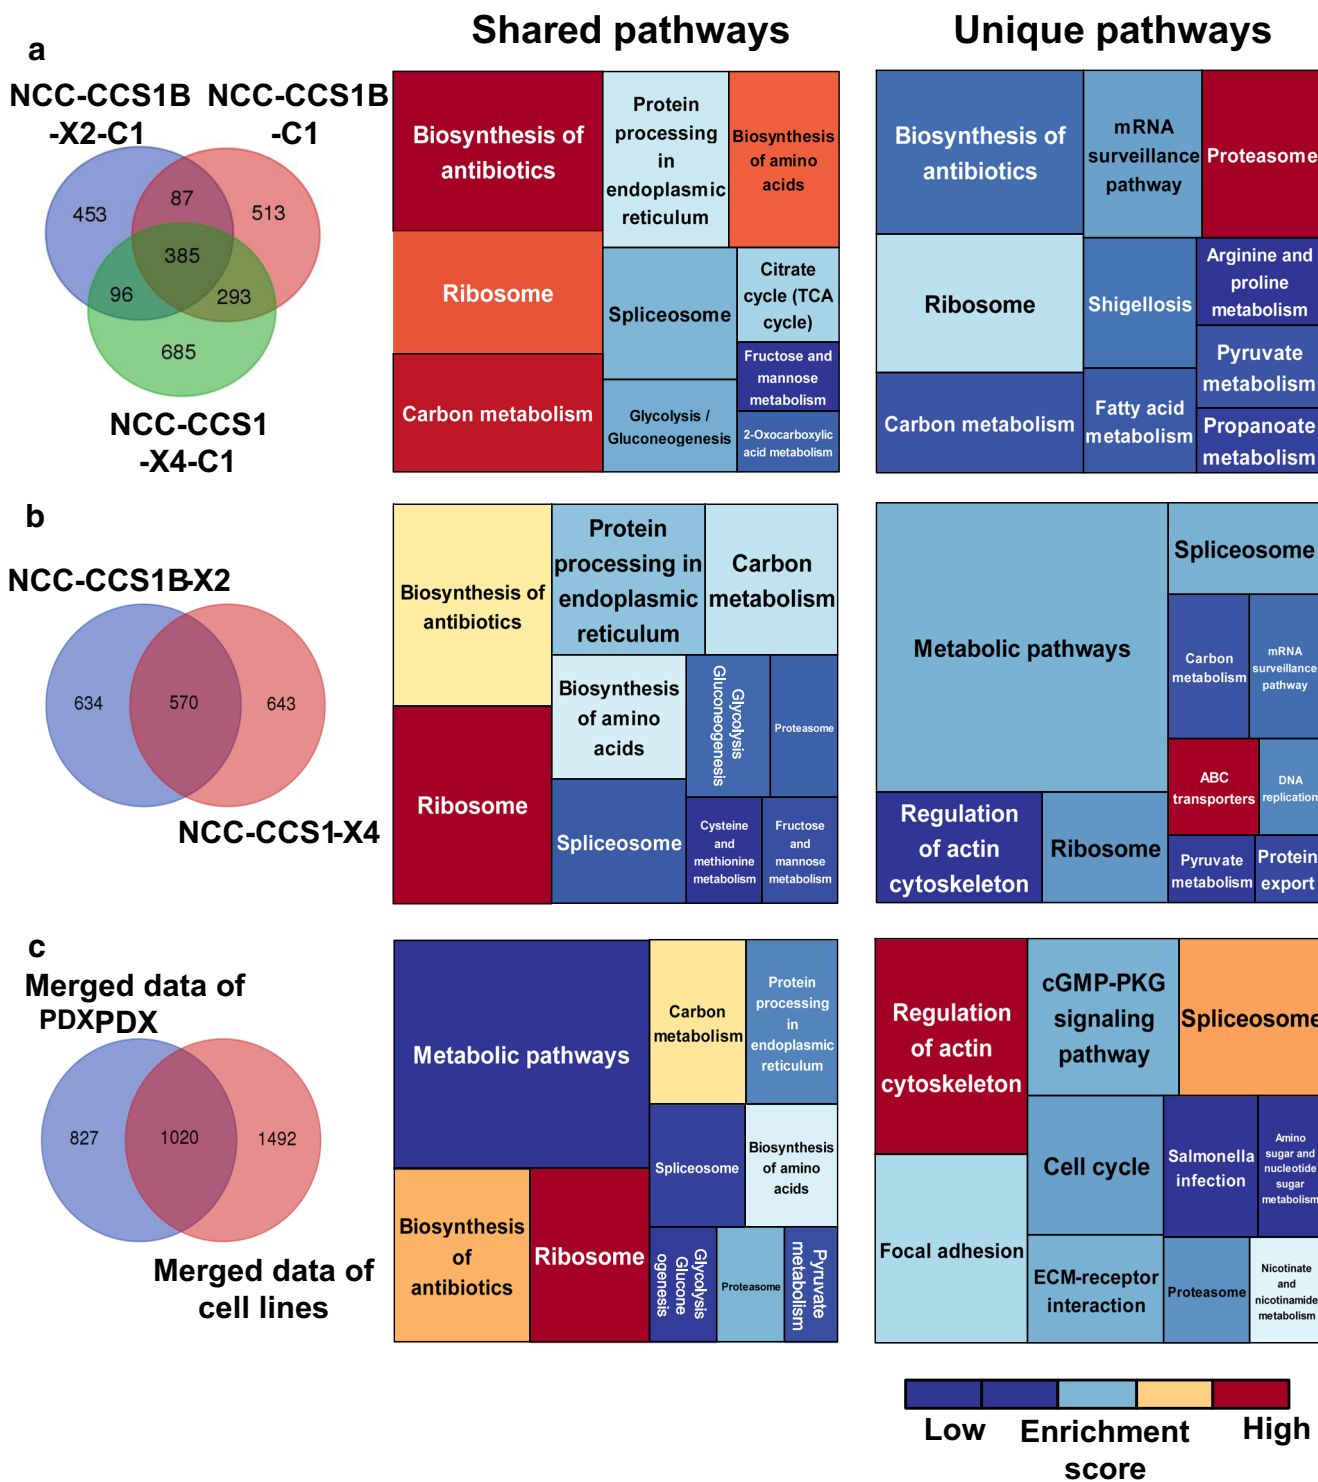 Shared pathways
Unique pathways
a
NCC-CCS1B
-X2-C1
NCC-CCS1B
-C1
453
87
513
385
96
293
685
NCC-CCS1
-X4-C1
Biosynthesis of
antibiotics
Ribosome
Carbon metabolism
Protein
processing
in
endoplasmic
reticulum
Biosynthesis
of amino
acids
Spliceosome
Citrate
cycle (TCA
cycle)
Fructose and
mannose
metabolism
Glycolysis /
Gluconeogenesis
2-Oxocarboxylic
acid metabolism
Biosynthesis of
antibiotics
Ribosome
Carbon metabolism
mRNA
surveillance
pathway
Proteasome
Shigellosis
Arginine and
proline
metabolism
Pyruvate
metabolism
Fatty acid
metabolism
Propanoate
metabolism
b
NCC-CCS1B-X2
634
570
643
NCC-CCS1-X4
Biosynthesis of
antibiotics
Ribosome
Protein
processing in
endoplasmic
reticulum
Carbon
metabolism
Biosynthesis
of amino
acids
Glycolysis
Gluconeogenesis
Proteasome
Spliceosome
Cysteine
and
methionine
metabolism
Fructose
and
mannose
metabolism
Metabolic pathways
Spliceosome
Carbon
metabolism
mRNA
surveillance
pathway
ABC
transporters
DNA
replication
Regulation
of actin
cytoskeleton
Ribosome
Pyruvate
metabolism
Protein
export
c
Merged data of
PDXPDX
827
1020
1492
Merged data of
cell lines
Metabolic pathways
Biosynthesis
of
antibiotics
Ribosome
Carbon
metabolism
Protein
processing
in
endoplasmic
reticulum
Spliceosome
Biosynthesis
of amino
acids
Glycolysis
Glucone
ogenesis
Proteasome
Pyruvate
metabolism
Regulation
of actin
cytoskeleton
Focal adhesion
cGMP-PKG
signaling
pathway
Spliceosome
Cell cycle
Salmonella
infection
Amino
sugar and
nucleotide
sugar
metabolism
ECM-receptor
interaction
Proteasome
Nicotinate
and
nicotinamide
metabolism
Low
Enrichment
score
High